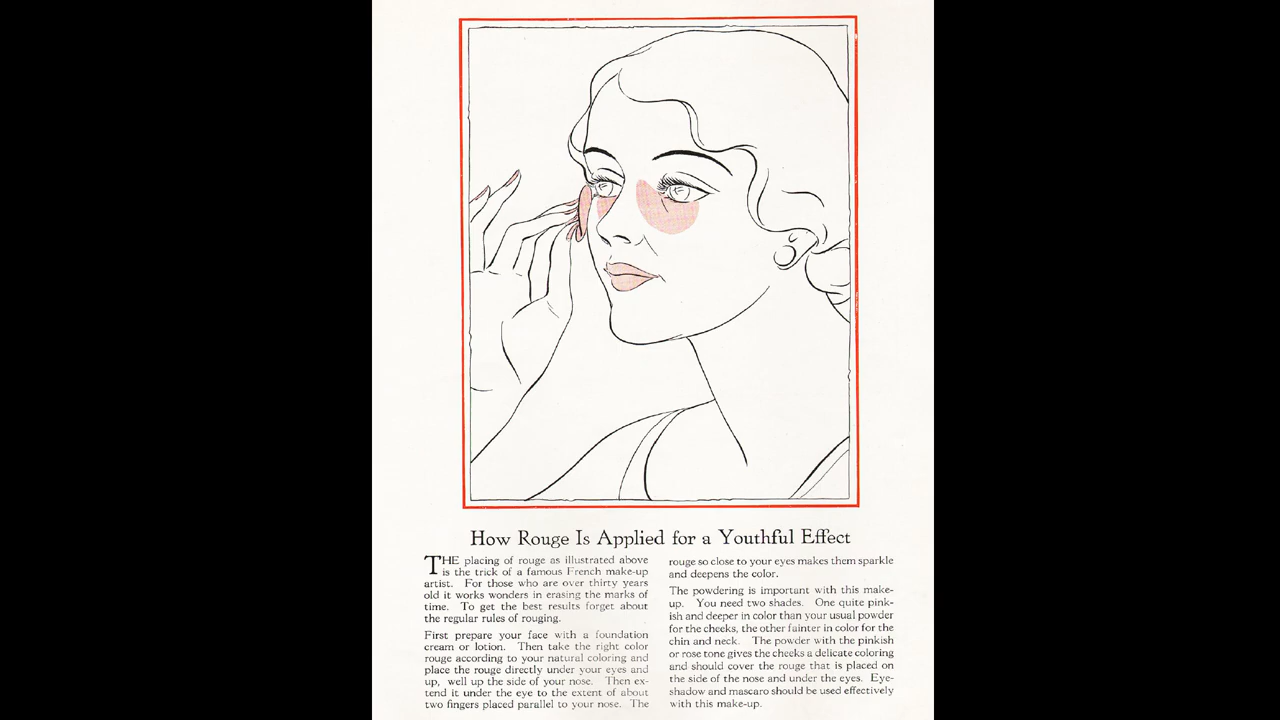 How Rouge Is Applied for a Youthful Effect
THE placing of rouge as illustrated above
is the trick of a famous French make-up
artist. For those who are over thirty years
old it works wonders in erasing the marks of
time. To get the best results forget about
the regular rules of rouging.
First prepare your face with a foundation
cream or lotion. Then take the right color
rouge according to your natural coloring and
place the rouge directly under your eyes and
up, well up the side of your nose. Then ex-
tend it under the eye to the extent of about
two fingers placed parallel to your nose. The
rouge so close to your eyes makes them sparkle
and deepens the color.
The powdering is important with this make-
up. You need two shades. One quite pink-
ish and deeper in color than your usual powder
for the cheeks, the other fainter in color for the
chin and neck. The powder with the pinkish
or rose tone gives the cheeks a delicate coloring
and should cover the rouge that is placed on
the side of the nose and under the eyes. Eye-
shadow and mascaro should be used effectively
with this make-up.